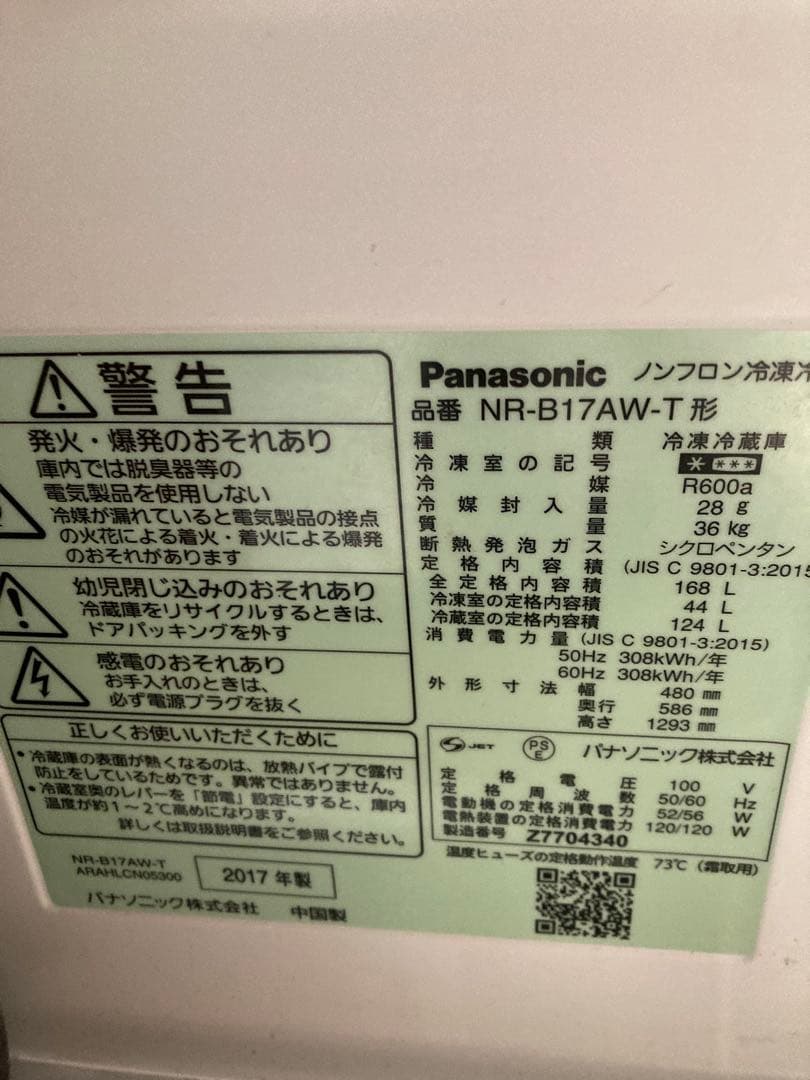 警告
発火・爆発のおそれあり
庫内では脱臭器等の
電気製品を使用しない
冷媒が漏れていると電気製品の接点
の火花による着火・着火による爆発
のおそれがあります
幼児閉じ込みのおそれあり
冷蔵庫をリサイクルするときは、
ドアパッキングを外す
感電のおそれあり
お手入れのときは、
必ず電源プラグを抜く
正しくお使いいただくために
・冷蔵庫の表面が熱くなるのは、放熱パイプで露付
防止をしているためです。異常ではありません。
・冷蔵室奥のレバーを「節電」設定にすると、庫内
温度が約1～2℃高めになります。
詳しくは取扱説明書をご参照ください。
NR-B17AW-T
ARAHLCN05300
2017年製
パナソニック株式会社 中国製
Panasonic ノンフロン冷凍冷
品番 NR-B17AW-T形
種類 冷凍冷蔵庫
冷凍室の記号 * ***
冷媒 R600a
冷媒封入量 28 g
質量 36 kg
断熱発泡ガス シクロペンタン
定格内容積 (JIS C 9801-3:2015
全定格内容積 168 L
冷凍室の定格内容積 44 L
冷蔵室の定格内容積 124 L
消費電力量 (JIS C 9801-3:2015)
50Hz 308kWh/年
60Hz 308kWh/年
外形寸法 幅 480 mm
奥行 586 mm
高さ 1293 mm
JET PSE パナソニック株式会社
定格電圧 100 V
定格周波数 50/60 Hz
電動機の定格消費電力 52/56 W
電熱装置の定格消費電力 120/120 W
製造番号 Z7704340
温度ヒューズの定格動作温度 73℃ (霜取用)